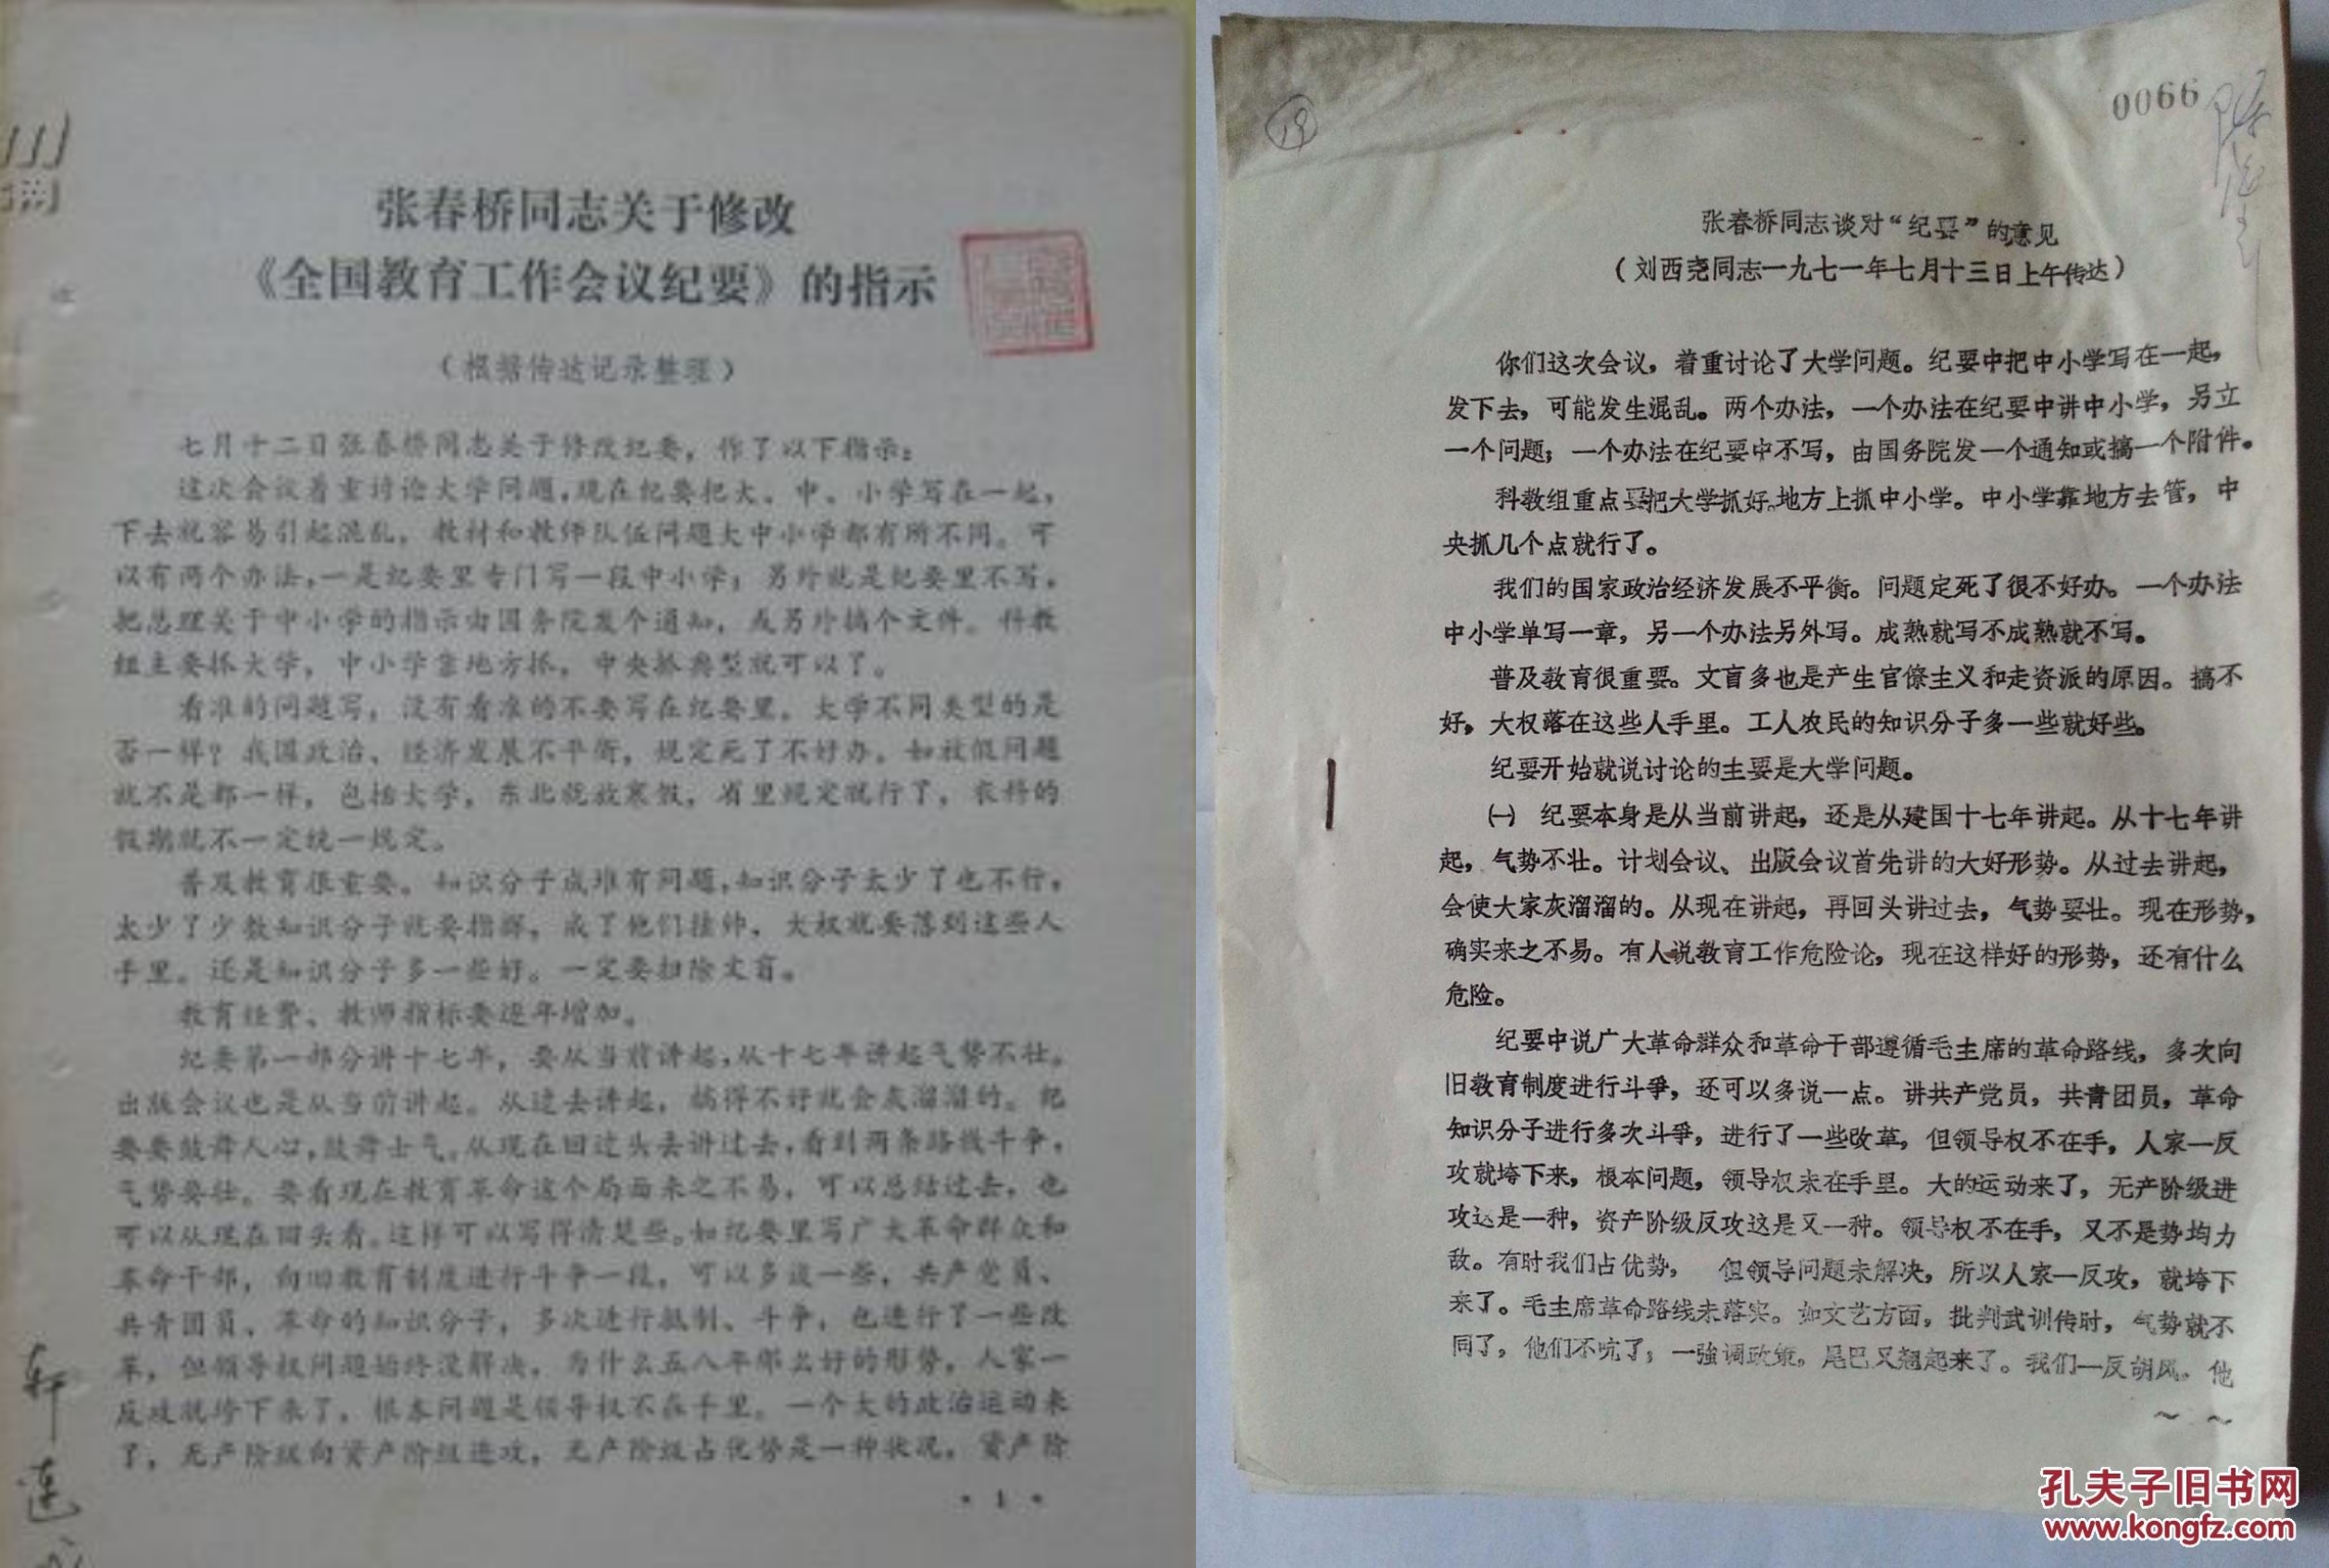 张春桥同志关于修改
《全国教育工作会议纪要》的指示
（根据传达记录整理）
七月十二日张春桥同志关于修改纪要，作了以下指示：
这次会议着重讨论大学问题，现在纪要把大、中、小学写在一起，
下去就容易引起混乱，教材和教师队伍问题大中小学都有所不同。可
以有两个办法，一是纪要里专门写一段中小学；另外就是纪要里不写，
把总理关于中小学的指示由国务院发个通知，或另外搞个文件。科教
组主要抓大学，中小学靠地方抓，中央抓典型就可以了。
看准的问题写，没有看准的不要写在纪要里。大学不同类型的是
否一样？我国政治、经济发展不平衡，规定死了不好办。如放假问题
就不是都一样，包括大学，东北就放寒假，省里规定就行了，农科的
假期就不一定统一规定。
普及教育很重要。知识分子成堆有问题，知识分子太少了也不行，
太少了少数知识分子就要指挥，成了他们挂帅，大权就要落到这些人
手里。还是知识分子多一些好。一定要扫除文盲。
教育经费、教师指标要逐年增加。
纪要第一部分讲十七年，要从当前讲起，从十七年讲起气势不壮。
出版会议也是从当前讲起。从过去讲起，搞得不好就会灰溜溜的。纪
要要鼓舞人心，鼓舞士气。从现在回过头去讲过去，看到两条路线斗争，
气势要壮。要看现在教育革命这个局面来之不易，可以总结过去，也
可以从现在回头看。这样可以写得清楚些。如纪要里写广大革命群众和
革命干部，向旧教育制度进行斗争一段，可以多谈一些，共产党员、
共青团员、革命的知识分子，多次进行抵制、斗争，也进行了一些改
革，但领导权问题始终没解决，为什么五八年那么好的形势，人家一
反攻就垮下来了，根本问题是领导权不在手里。一个大的政治运动来
了，无产阶级向资产阶级进攻，无产阶级占优势是一种状况，资产阶
· 1 ·
轩
连
19
0066
张春桥同志谈对“纪要”的意见
（刘西尧同志一九七一年七月十三日上午传达）
你们这次会议，着重讨论了大学问题。纪要中把中小学写在一起，
发下去，可能发生混乱。两个办法，一个办法在纪要中讲中小学，另立
一个问题；一个办法在纪要中不写，由国务院发一个通知或搞一个附件。
科教组重点要把大学抓好。地方上抓中小学。中小学靠地方去管，中
央抓几个点就行了。
我们的国家政治经济发展不平衡。问题定死了很不好办。一个办法
中小学单写一章，另一个办法另外写。成熟就写不成熟就不写。
普及教育很重要。文盲多也是产生官僚主义和走资派的原因。搞不
好，大权落在这些人手里。工人农民的知识分子多一些就好些。
纪要开始就说讨论的主要是大学问题。
㈠ 纪要本身是从当前讲起，还是从建国十七年讲起。从十七年讲
起，气势不壮。计划会议、出版会议首先讲的大好形势。从过去讲起，
会使大家灰溜溜的。从现在讲起，再回头讲过去，气势要壮。现在形势，
确实来之不易。有人说教育工作危险论，现在这样好的形势，还有什么
危险。
纪要中说广大革命群众和革命干部遵循毛主席的革命路线，多次向
旧教育制度进行斗争，还可以多说一点。讲共产党员，共青团员，革命
知识分子进行多次斗争，进行了一些改革，但领导权不在手，人家一反
攻就垮下来，根本问题，领导权未在手里。大的运动来了，无产阶级进
攻这是一种，资产阶级反攻这是又一种。领导权不在手，又不是势均力
敌。有时我们占优势， 但领导问题未解决，所以人家一反攻，就垮下
来了。毛主席革命路线未落实。如文艺方面，批判武训传时，气势就不
同了，他们不吭了，一强调政策，尾巴又翘起来了。我们一反胡风，他
孔夫子旧书网
www.kongfz.com